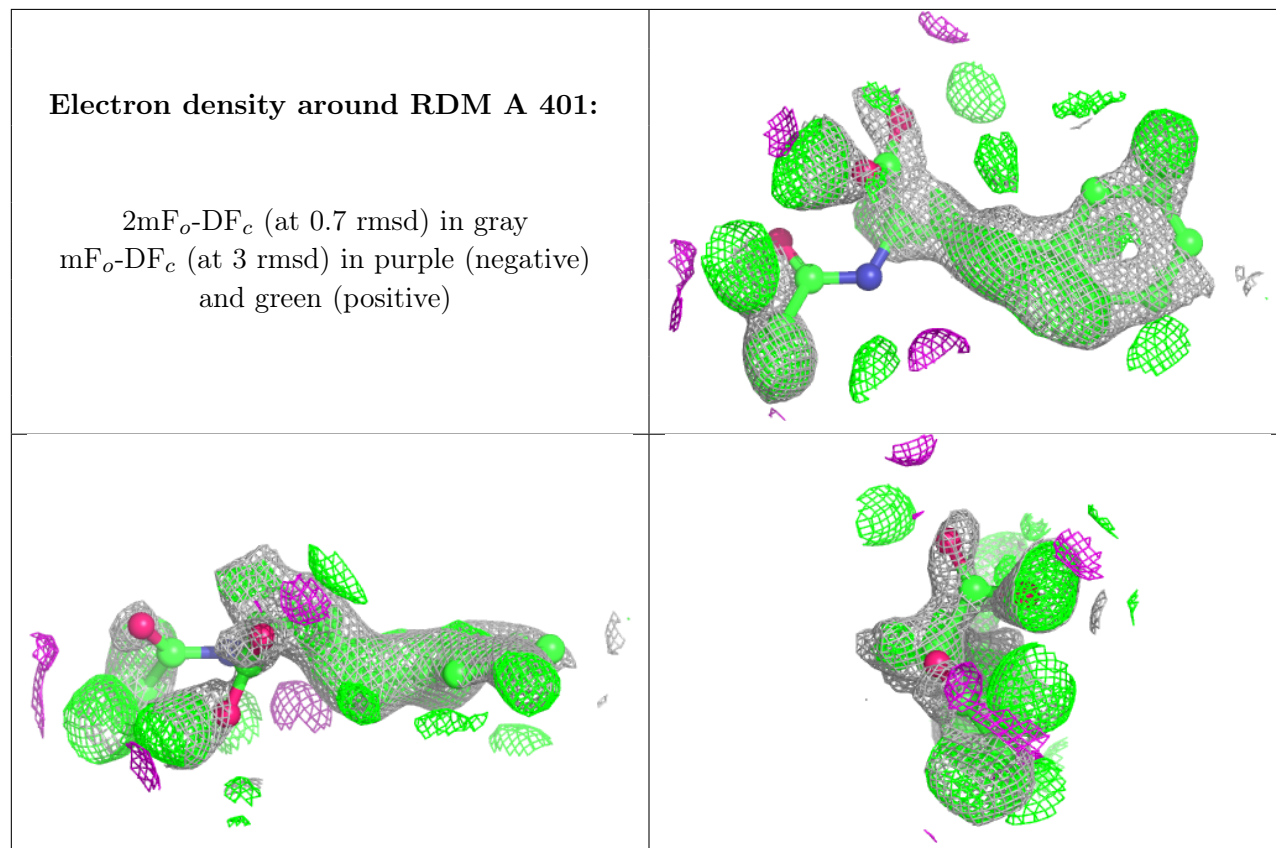 Electron density around RDM A 401:
2mFo-DFc (at 0.7 rmsd) in gray
mFo-DFc (at 3 rmsd) in purple (negative)
and green (positive)